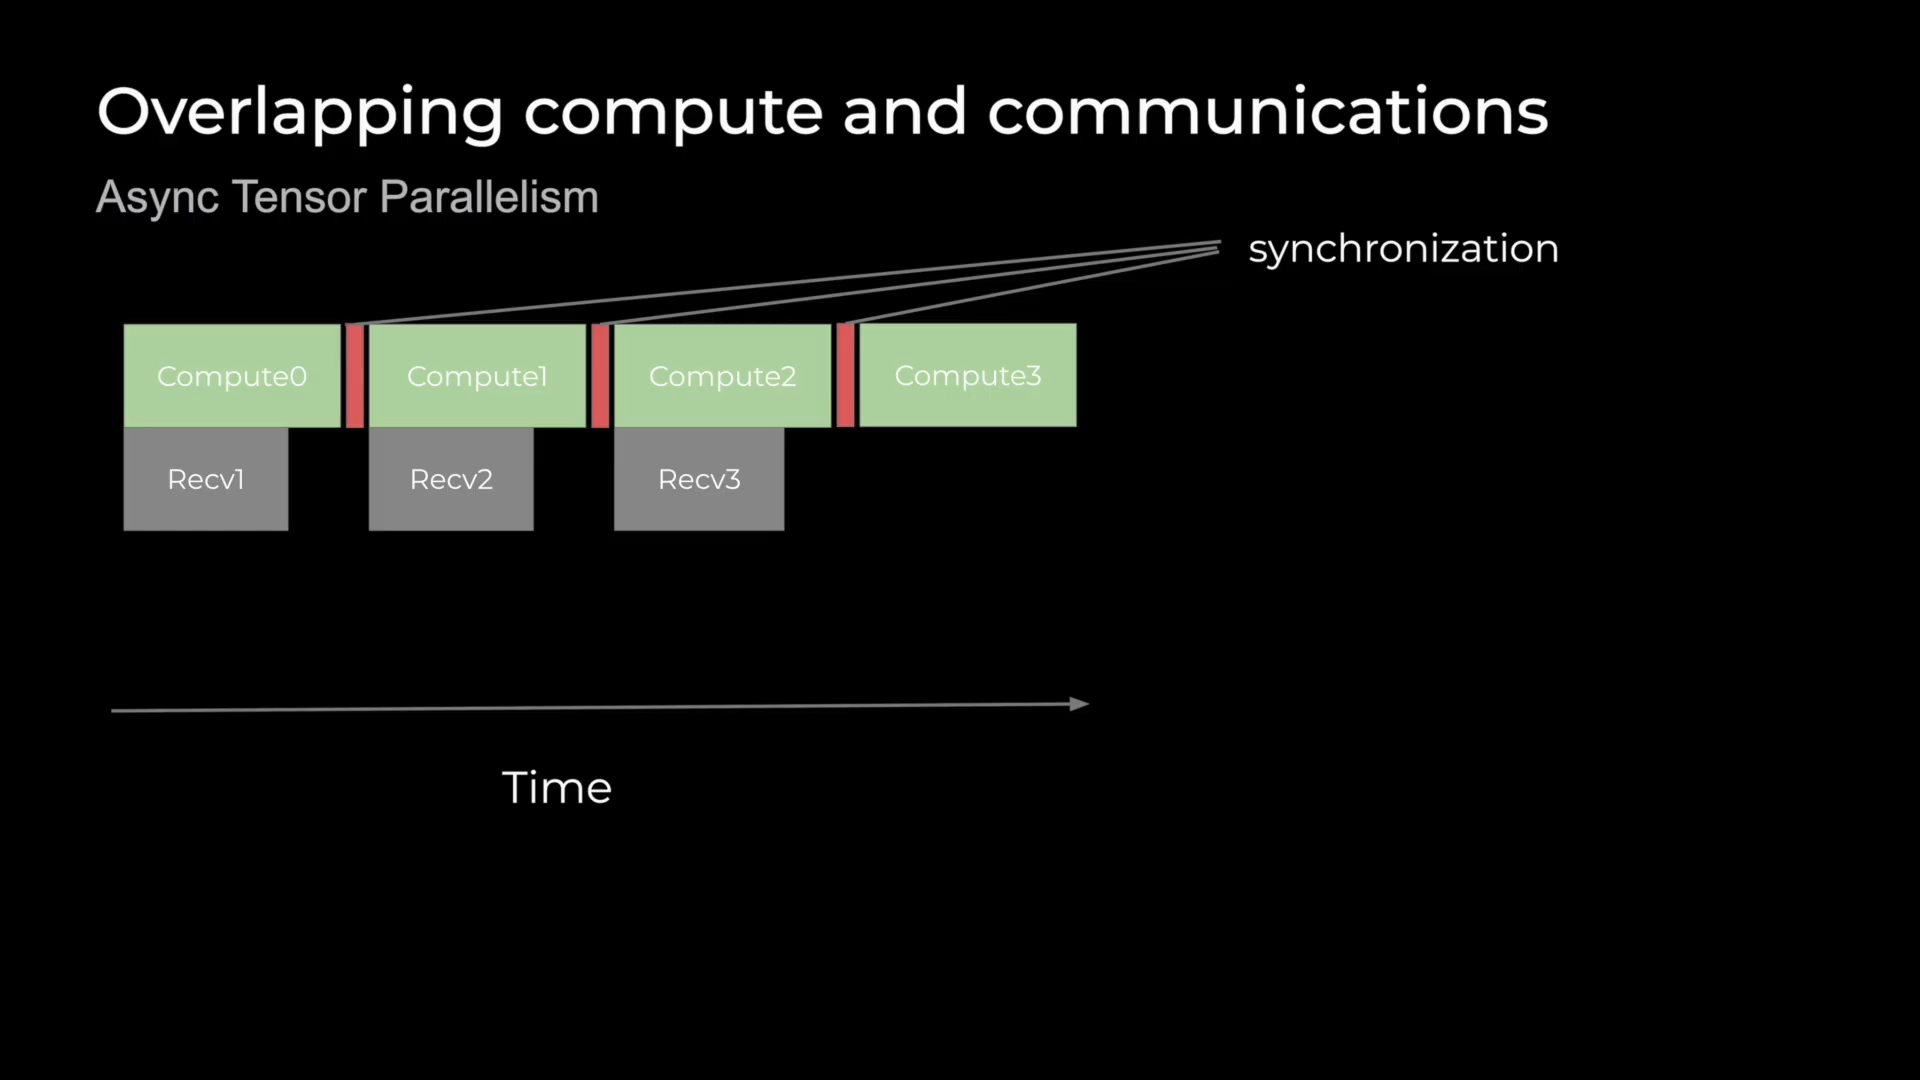 Overlapping compute and communications
Async Tensor Parallelism
synchronization
Compute0
Compute1
Compute2
Compute3
Recv1
Recv2
Recv3
Time